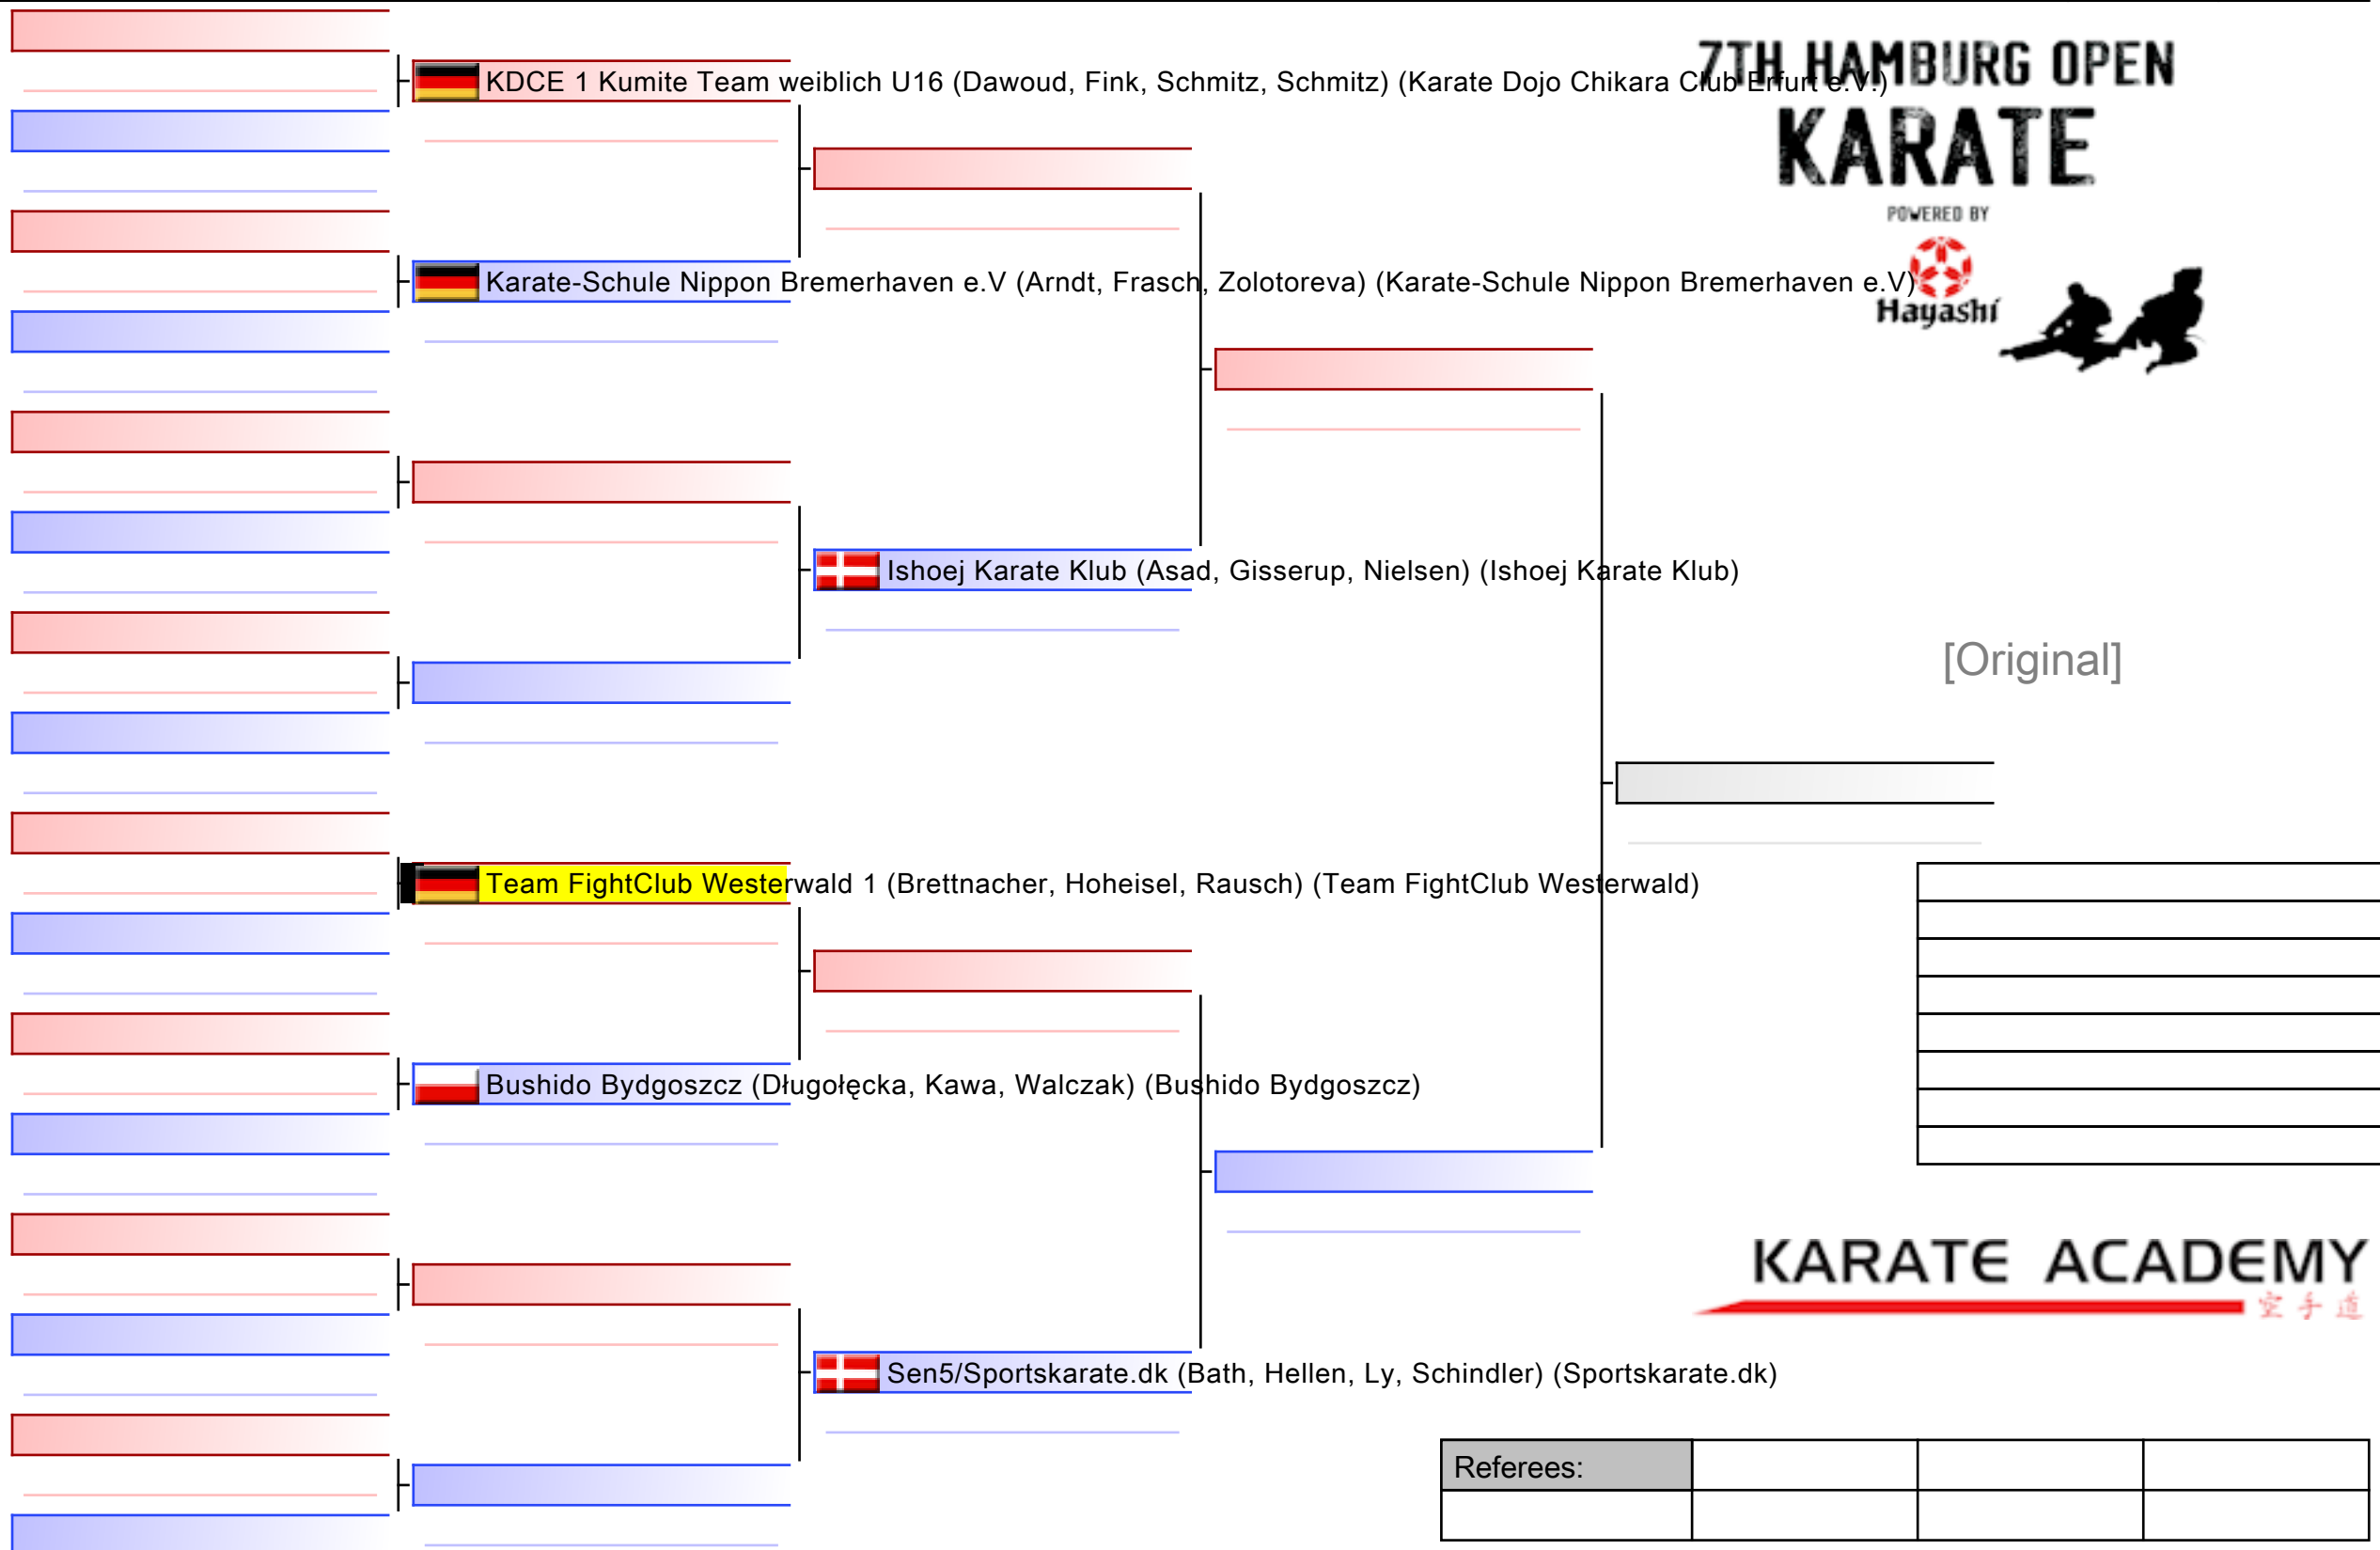 7TH HAMBURG OPEN
KARATE
POWERED BY
Hayashi
KDCE 1 Kumite Team weiblich U16 (Dawoud, Fink, Schmitz, Schmitz) (Karate Dojo Chikara Club Erfurt e.V.)
Karate-Schule Nippon Bremerhaven e.V (Arndt, Frasch, Zolotoreva) (Karate-Schule Nippon Bremerhaven e.V)
Ishoej Karate Klub (Asad, Gisserup, Nielsen) (Ishoej Karate Klub)
[Original]
Team FightClub Westerwald 1 (Brettnacher, Hoheisel, Rausch) (Team FightClub Westerwald)
Bushido Bydgoszcz (Długołęcka, Kawa, Walczak) (Bushido Bydgoszcz)
KARATE ACADEMY
空手道
Sen5/Sportskarate.dk (Bath, Hellen, Ly, Schindler) (Sportskarate.dk)
Referees: